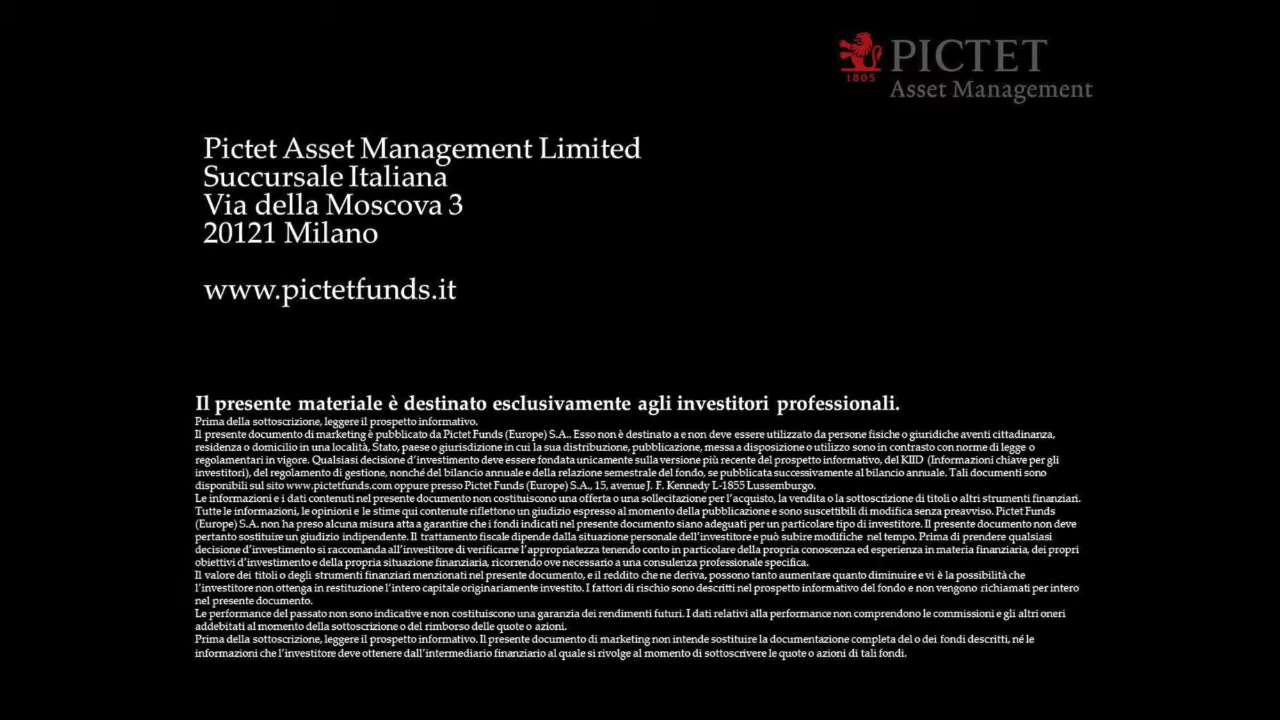 PICTET
1805
Asset Management
Pictet Asset Management Limited
Succursale Italiana
Via della Moscova 3
20121 Milano
www.pictetfunds.it
Il presente materiale è destinato esclusivamente agli investitori professionali.
Prima della sottoscrizione, leggere il prospetto informativo.
Il presente documento di marketing è pubblicato da Pictet Funds (Europe) S.A.. Esso non è destinato a e non deve essere utilizzato da persone fisiche o giuridiche aventi cittadinanza,
residenza o domicilio in una località, Stato, paese o giurisdizione in cui la sua distribuzione, pubblicazione, messa a disposizione o utilizzo sono in contrasto con norme di legge o
regolamentari in vigore. Qualsiasi decisione d'investimento deve essere fondata unicamente sulla versione più recente del prospetto informativo, del KIID (Informazioni chiave per gli
investitori), del regolamento di gestione, nonché del bilancio annuale e della relazione semestrale del fondo, se pubblicata successivamente al bilancio annuale. Tali documenti sono
disponibili sul sito www.pictetfunds.com oppure presso Pictet Funds (Europe) S.A., 15, avenue J. F. Kennedy L-1855 Lussemburgo.
Le informazioni e i dati contenuti nel presente documento non costituiscono una offerta o una sollecitazione per l'acquisto, la vendita o la sottoscrizione di titoli o altri strumenti finanziari.
Tutte le informazioni, le opinioni e le stime qui contenute riflettono un giudizio espresso al momento della pubblicazione e sono suscettibili di modifica senza preavviso. Pictet Funds
(Europe) S.A. non ha preso alcuna misura atta a garantire che i fondi indicati nel presente documento siano adeguati per un particolare tipo di investitore. Il presente documento non deve
pertanto sostituire un giudizio indipendente. Il trattamento fiscale dipende dalla situazione personale dell'investitore e può subire modifiche nel tempo. Prima di prendere qualsiasi
decisione d'investimento si raccomanda all'investitore di verificarne l'appropriatezza tenendo conto in particolare della propria conoscenza ed esperienza in materia finanziaria, dei propri
obiettivi d'investimento e della propria situazione finanziaria, ricorrendo ove necessario a una consulenza professionale specifica.
Il valore dei titoli o degli strumenti finanziari menzionati nel presente documento, e il reddito che ne deriva, possono tanto aumentare quanto diminuire e vi è la possibilità che
l'investitore non ottenga in restituzione l'intero capitale originariamente investito. I fattori di rischio sono descritti nel prospetto informativo del fondo e non vengono richiamati per intero
nel presente documento.
Le performance del passato non sono indicative e non costituiscono una garanzia dei rendimenti futuri. I dati relativi alla performance non comprendono le commissioni e gli altri oneri
addebitati al momento della sottoscrizione o del rimborso delle quote o azioni.
Prima della sottoscrizione, leggere il prospetto informativo. Il presente documento di marketing non intende sostituire la documentazione completa del o dei fondi descritti, né le
informazioni che l'investitore deve ottenere dall'intermediario finanziario al quale si rivolge al momento di sottoscrivere le quote o azioni di tali fondi.